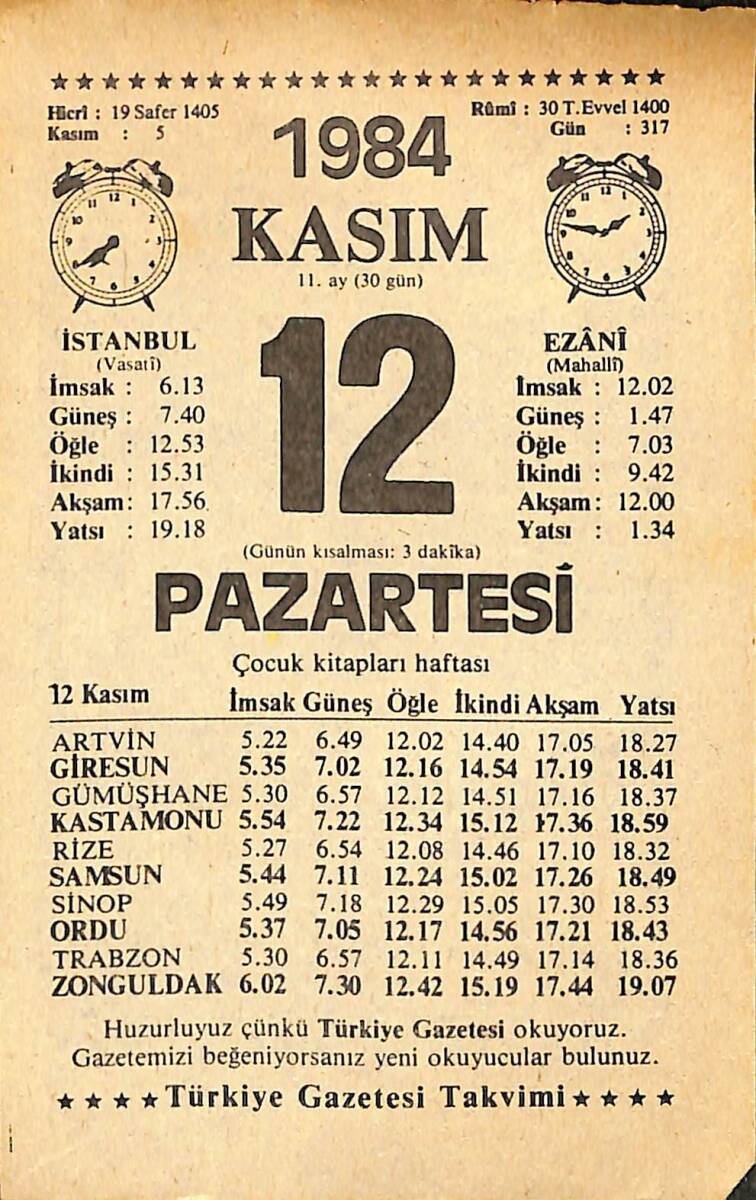 ★★★★★★★★★★★★★★★★★★★★★★★★
Hicrî : 19 Safer 1405
Kasım : 5
Rûmî : 30 T.Evvel 1400
Gün : 317
1984
KASIM
11. ay (30 gün)
12
İSTANBUL
(Vasatî)
İmsak : 6.13
Güneş : 7.40
Öğle : 12.53
İkindi : 15.31
Akşam: 17.56
Yatsı : 19.18
EZÂNÎ
(Mahallî)
İmsak : 12.02
Güneş : 1.47
Öğle : 7.03
İkindi : 9.42
Akşam: 12.00
Yatsı : 1.34
(Günün kısalması: 3 dakîka)
PAZARTESİ
Çocuk kitapları haftası
12 Kasım İmsak Güneş Öğle İkindi Akşam Yatsı
ARTVİN 5.22 6.49 12.02 14.40 17.05 18.27
GİRESUN 5.35 7.02 12.16 14.54 17.19 18.41
GÜMÜŞHANE 5.30 6.57 12.12 14.51 17.16 18.37
KASTAMONU 5.54 7.22 12.34 15.12 17.36 18.59
RİZE 5.27 6.54 12.08 14.46 17.10 18.32
SAMSUN 5.44 7.11 12.24 15.02 17.26 18.49
SİNOP 5.49 7.18 12.29 15.05 17.30 18.53
ORDU 5.37 7.05 12.17 14.56 17.21 18.43
TRABZON 5.30 6.57 12.11 14.49 17.14 18.36
ZONGULDAK 6.02 7.30 12.42 15.19 17.44 19.07
Huzurluyuz çünkü Türkiye Gazetesi okuyoruz.
Gazetemizi beğeniyorsanız yeni okuyucular bulunuz.
★★★★Türkiye Gazetesi Takvimi★★★★